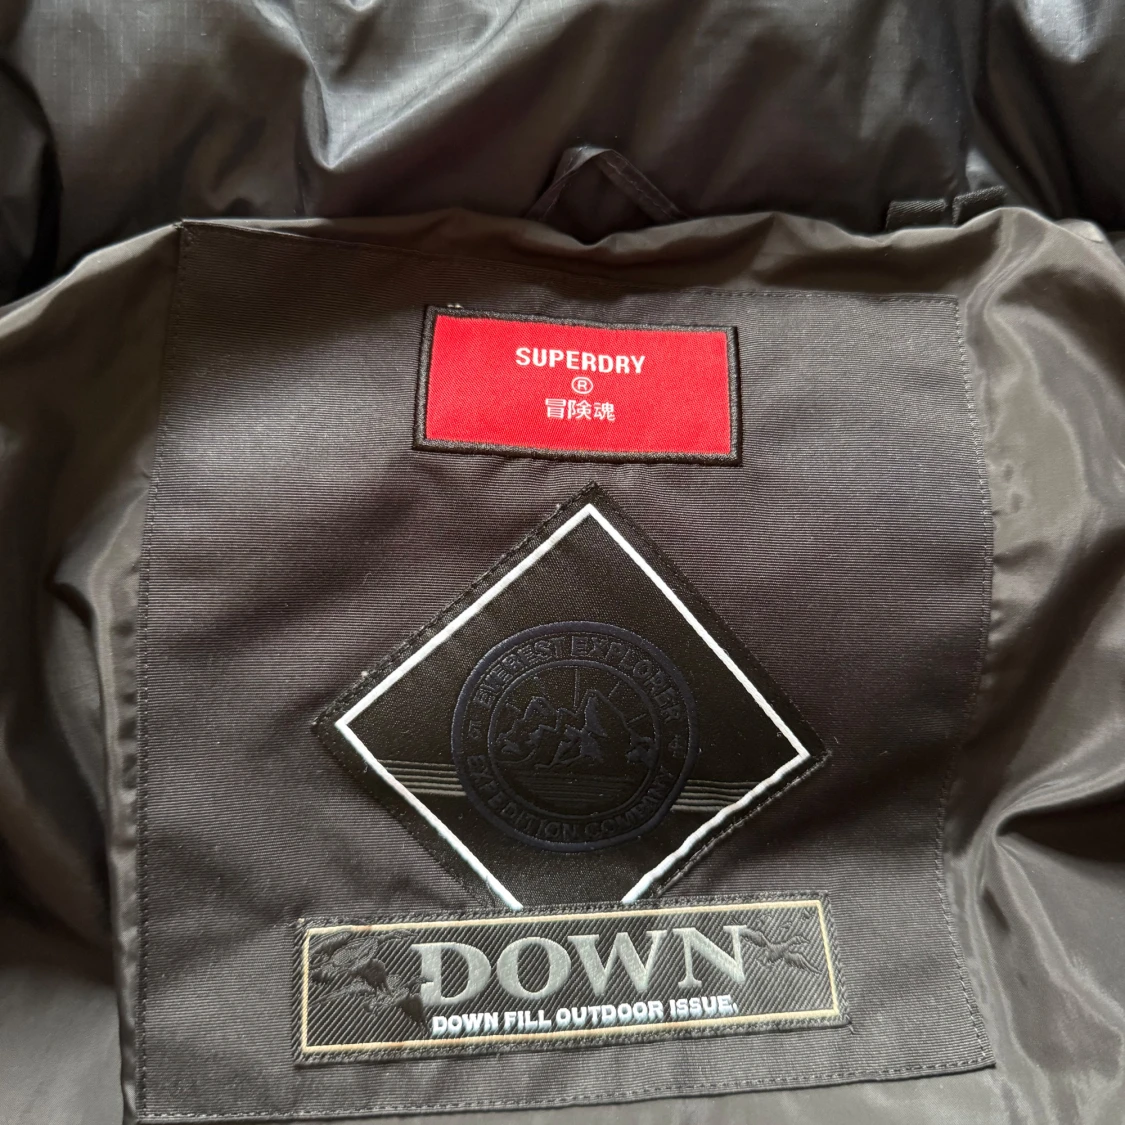 SUPERDRY
®
冒険魂
EVEREST EXPLORER
EXPEDITION COMPANY
DOWN
DOWN FILL OUTDOOR ISSUE.